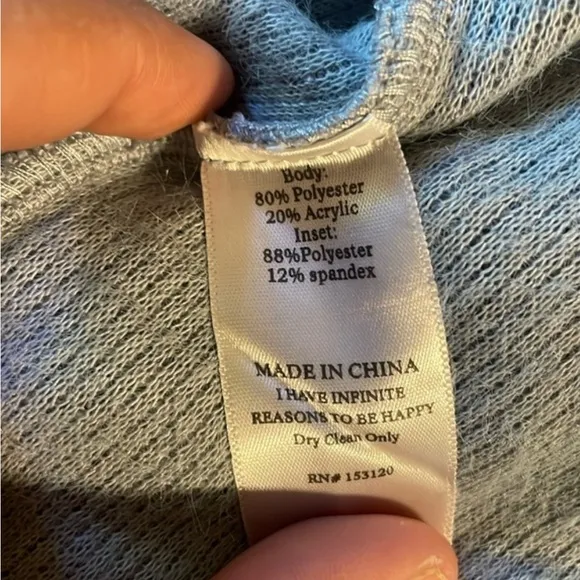 Body:
80% Polyester
20% Acrylic
Inset:
88%Polyester
12% spandex
MADE IN CHINA
I HAVE INFINITE
REASONS TO BE HAPPY
Dry Clean Only
RN# 153120